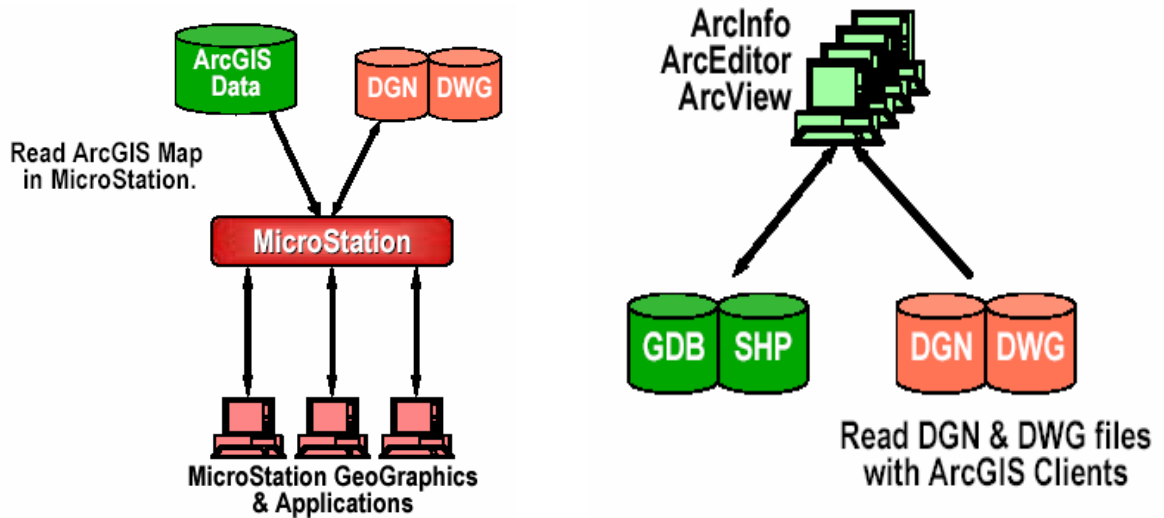 ArcGIS
Data
DGN
DWG
Read ArcGIS Map
in MicroStation.
MicroStation
MicroStation GeoGraphics
& Applications
ArcInfo
ArcEditor
ArcView
GDB
SHP
DGN
DWG
Read DGN & DWG files
with ArcGIS Clients